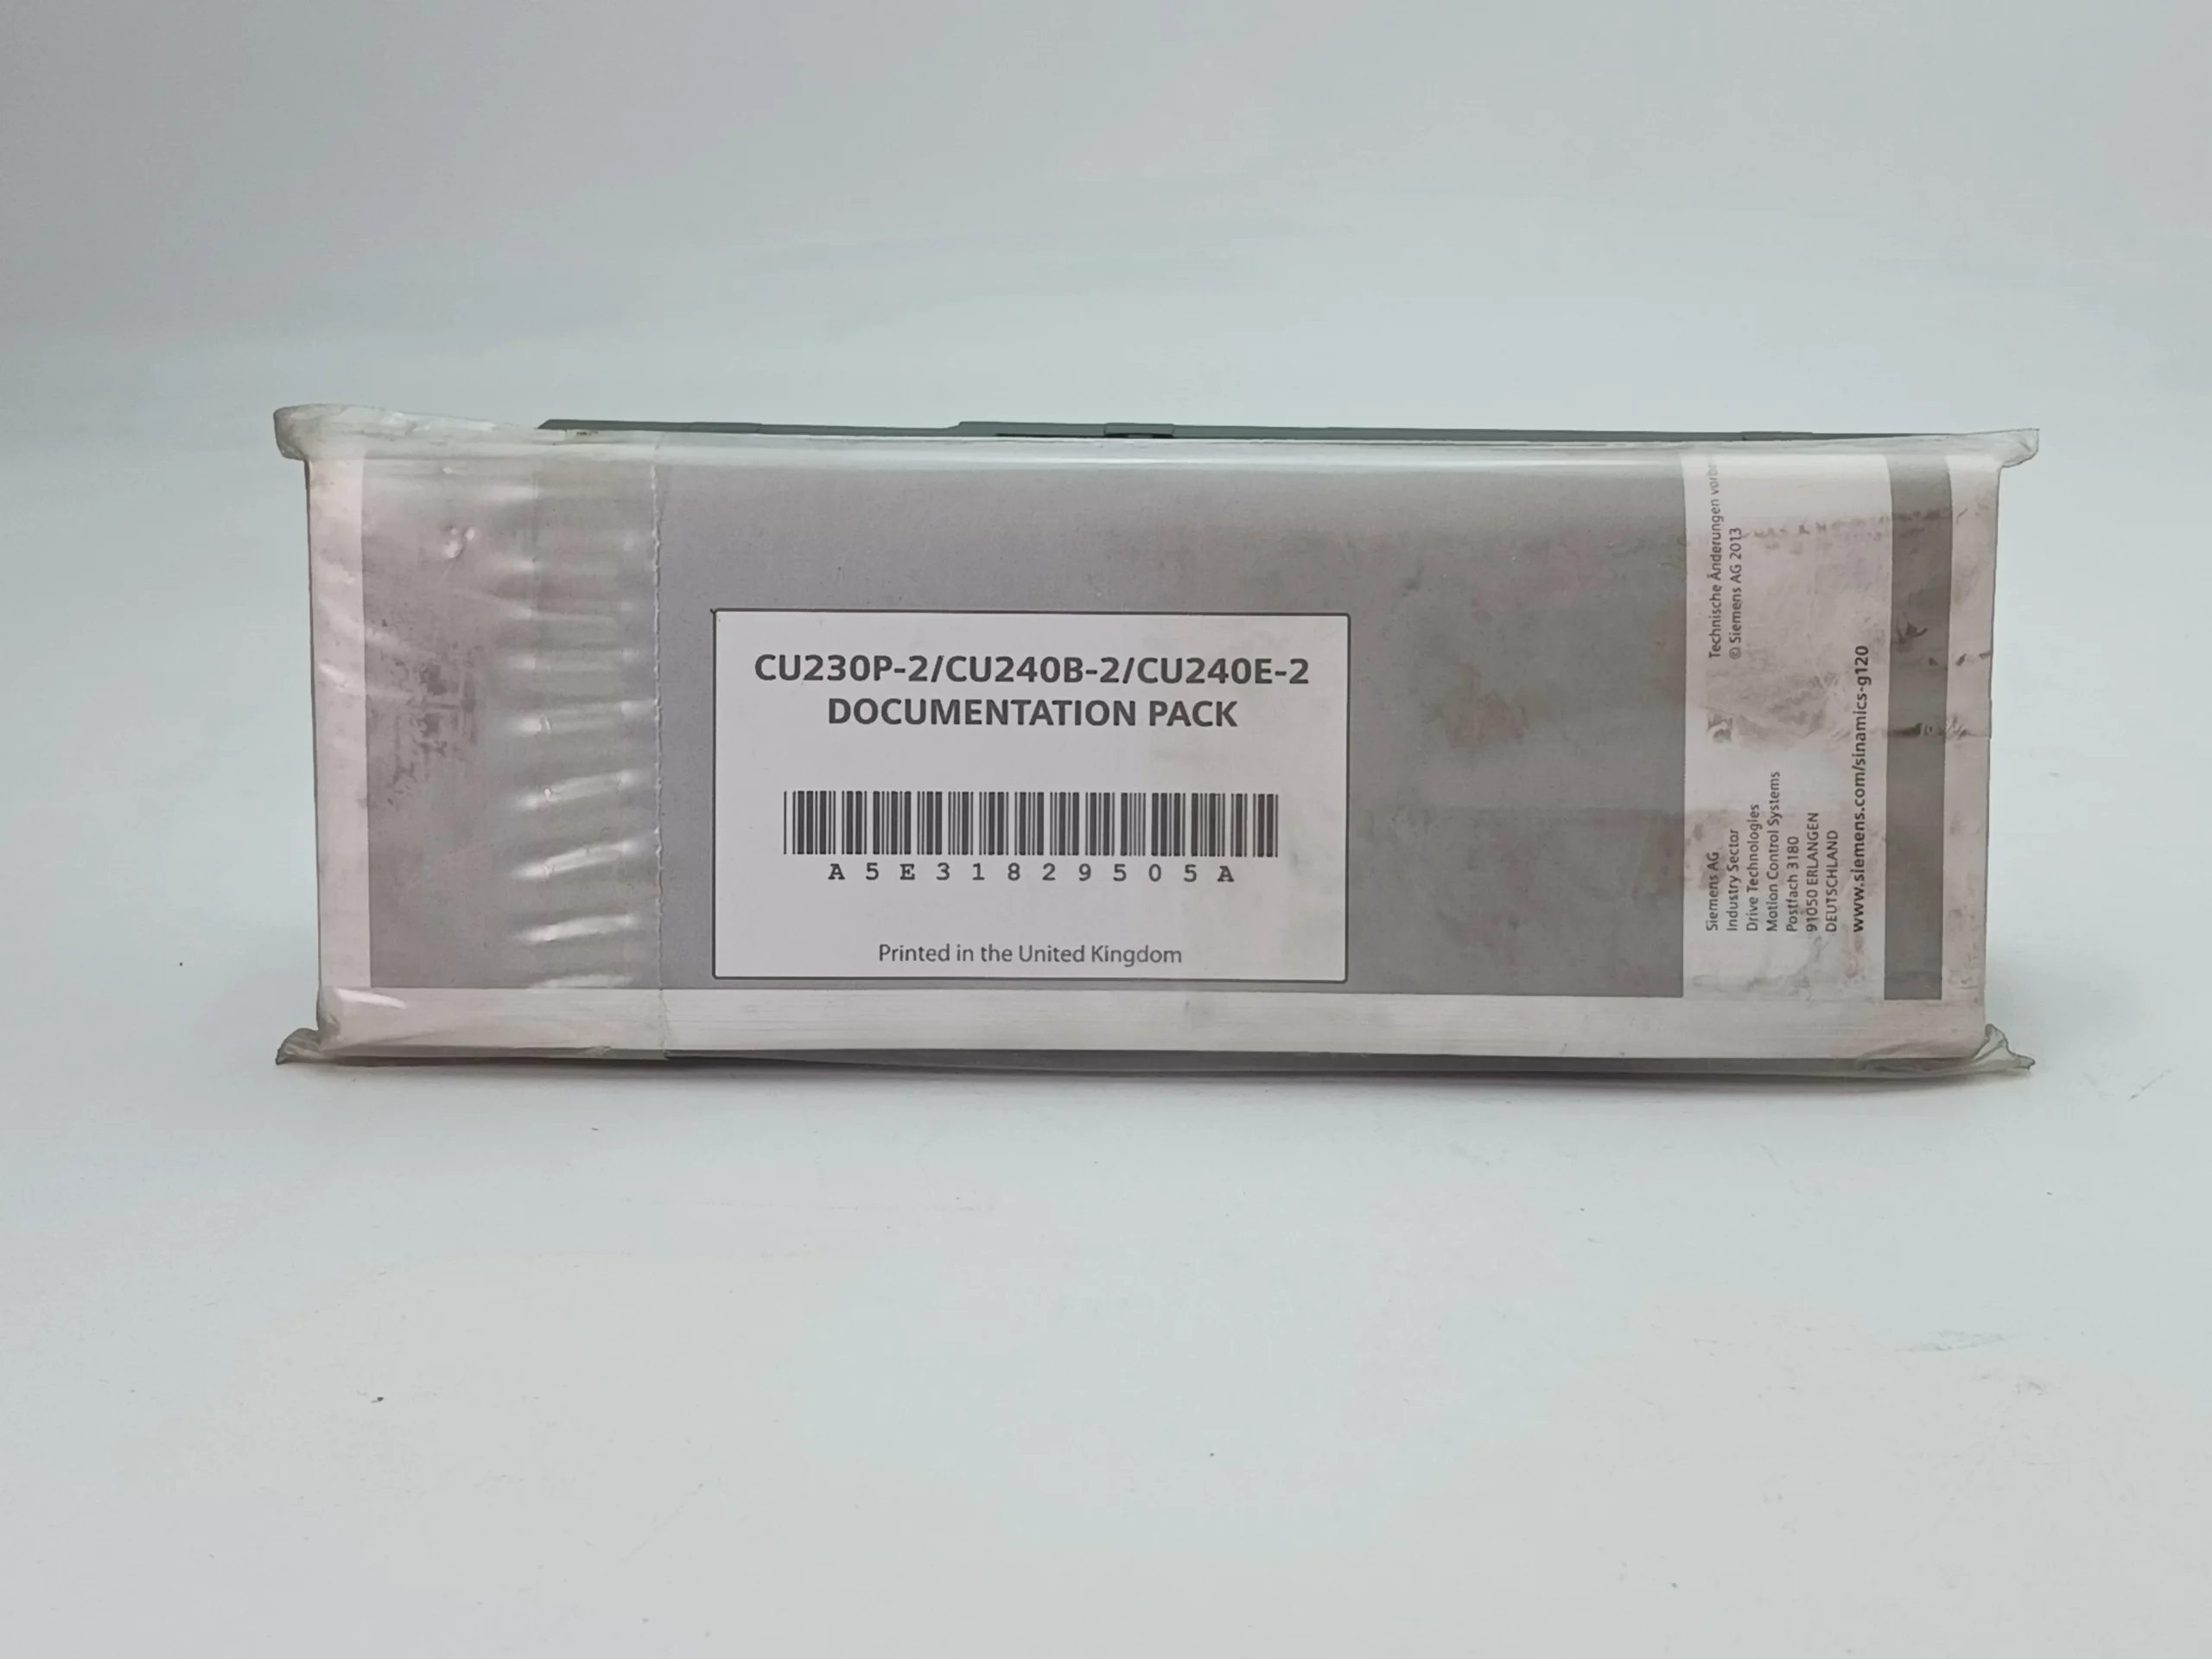 CU230P-2/CU240B-2/CU240E-2
DOCUMENTATION PACK
A5E31829505A
Printed in the United Kingdom
Technische Änderungen
© Siemens AG 2013
Siemens AG
Industry Sector
Drive Technologies
Motion Control Systems
Postfach 3180
91050 ERLANGEN
DEUTSCHLAND
www.siemens.com/sinamics-g120